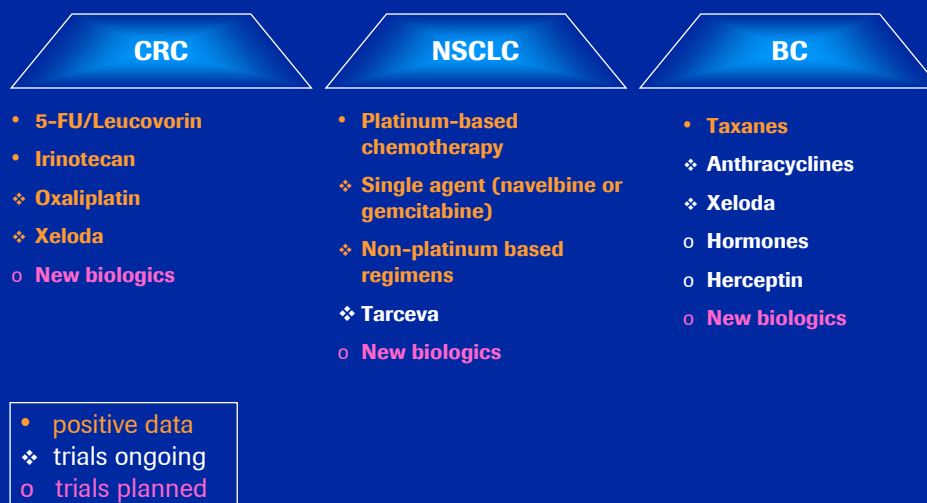 CRC
• 5-FU/Leucovorin
• Irinotecan
❖ Oxaliplatin
❖ Xeloda
o New biologics
NSCLC
• Platinum-based
chemotherapy
❖ Single agent (navelbine or
gemcitabine)
❖ Non-platinum based
regimens
❖ Tarceva
o New biologics
BC
• Taxanes
❖ Anthracyclines
❖ Xeloda
o Hormones
o Herceptin
o New biologics
• positive data
❖ trials ongoing
o trials planned